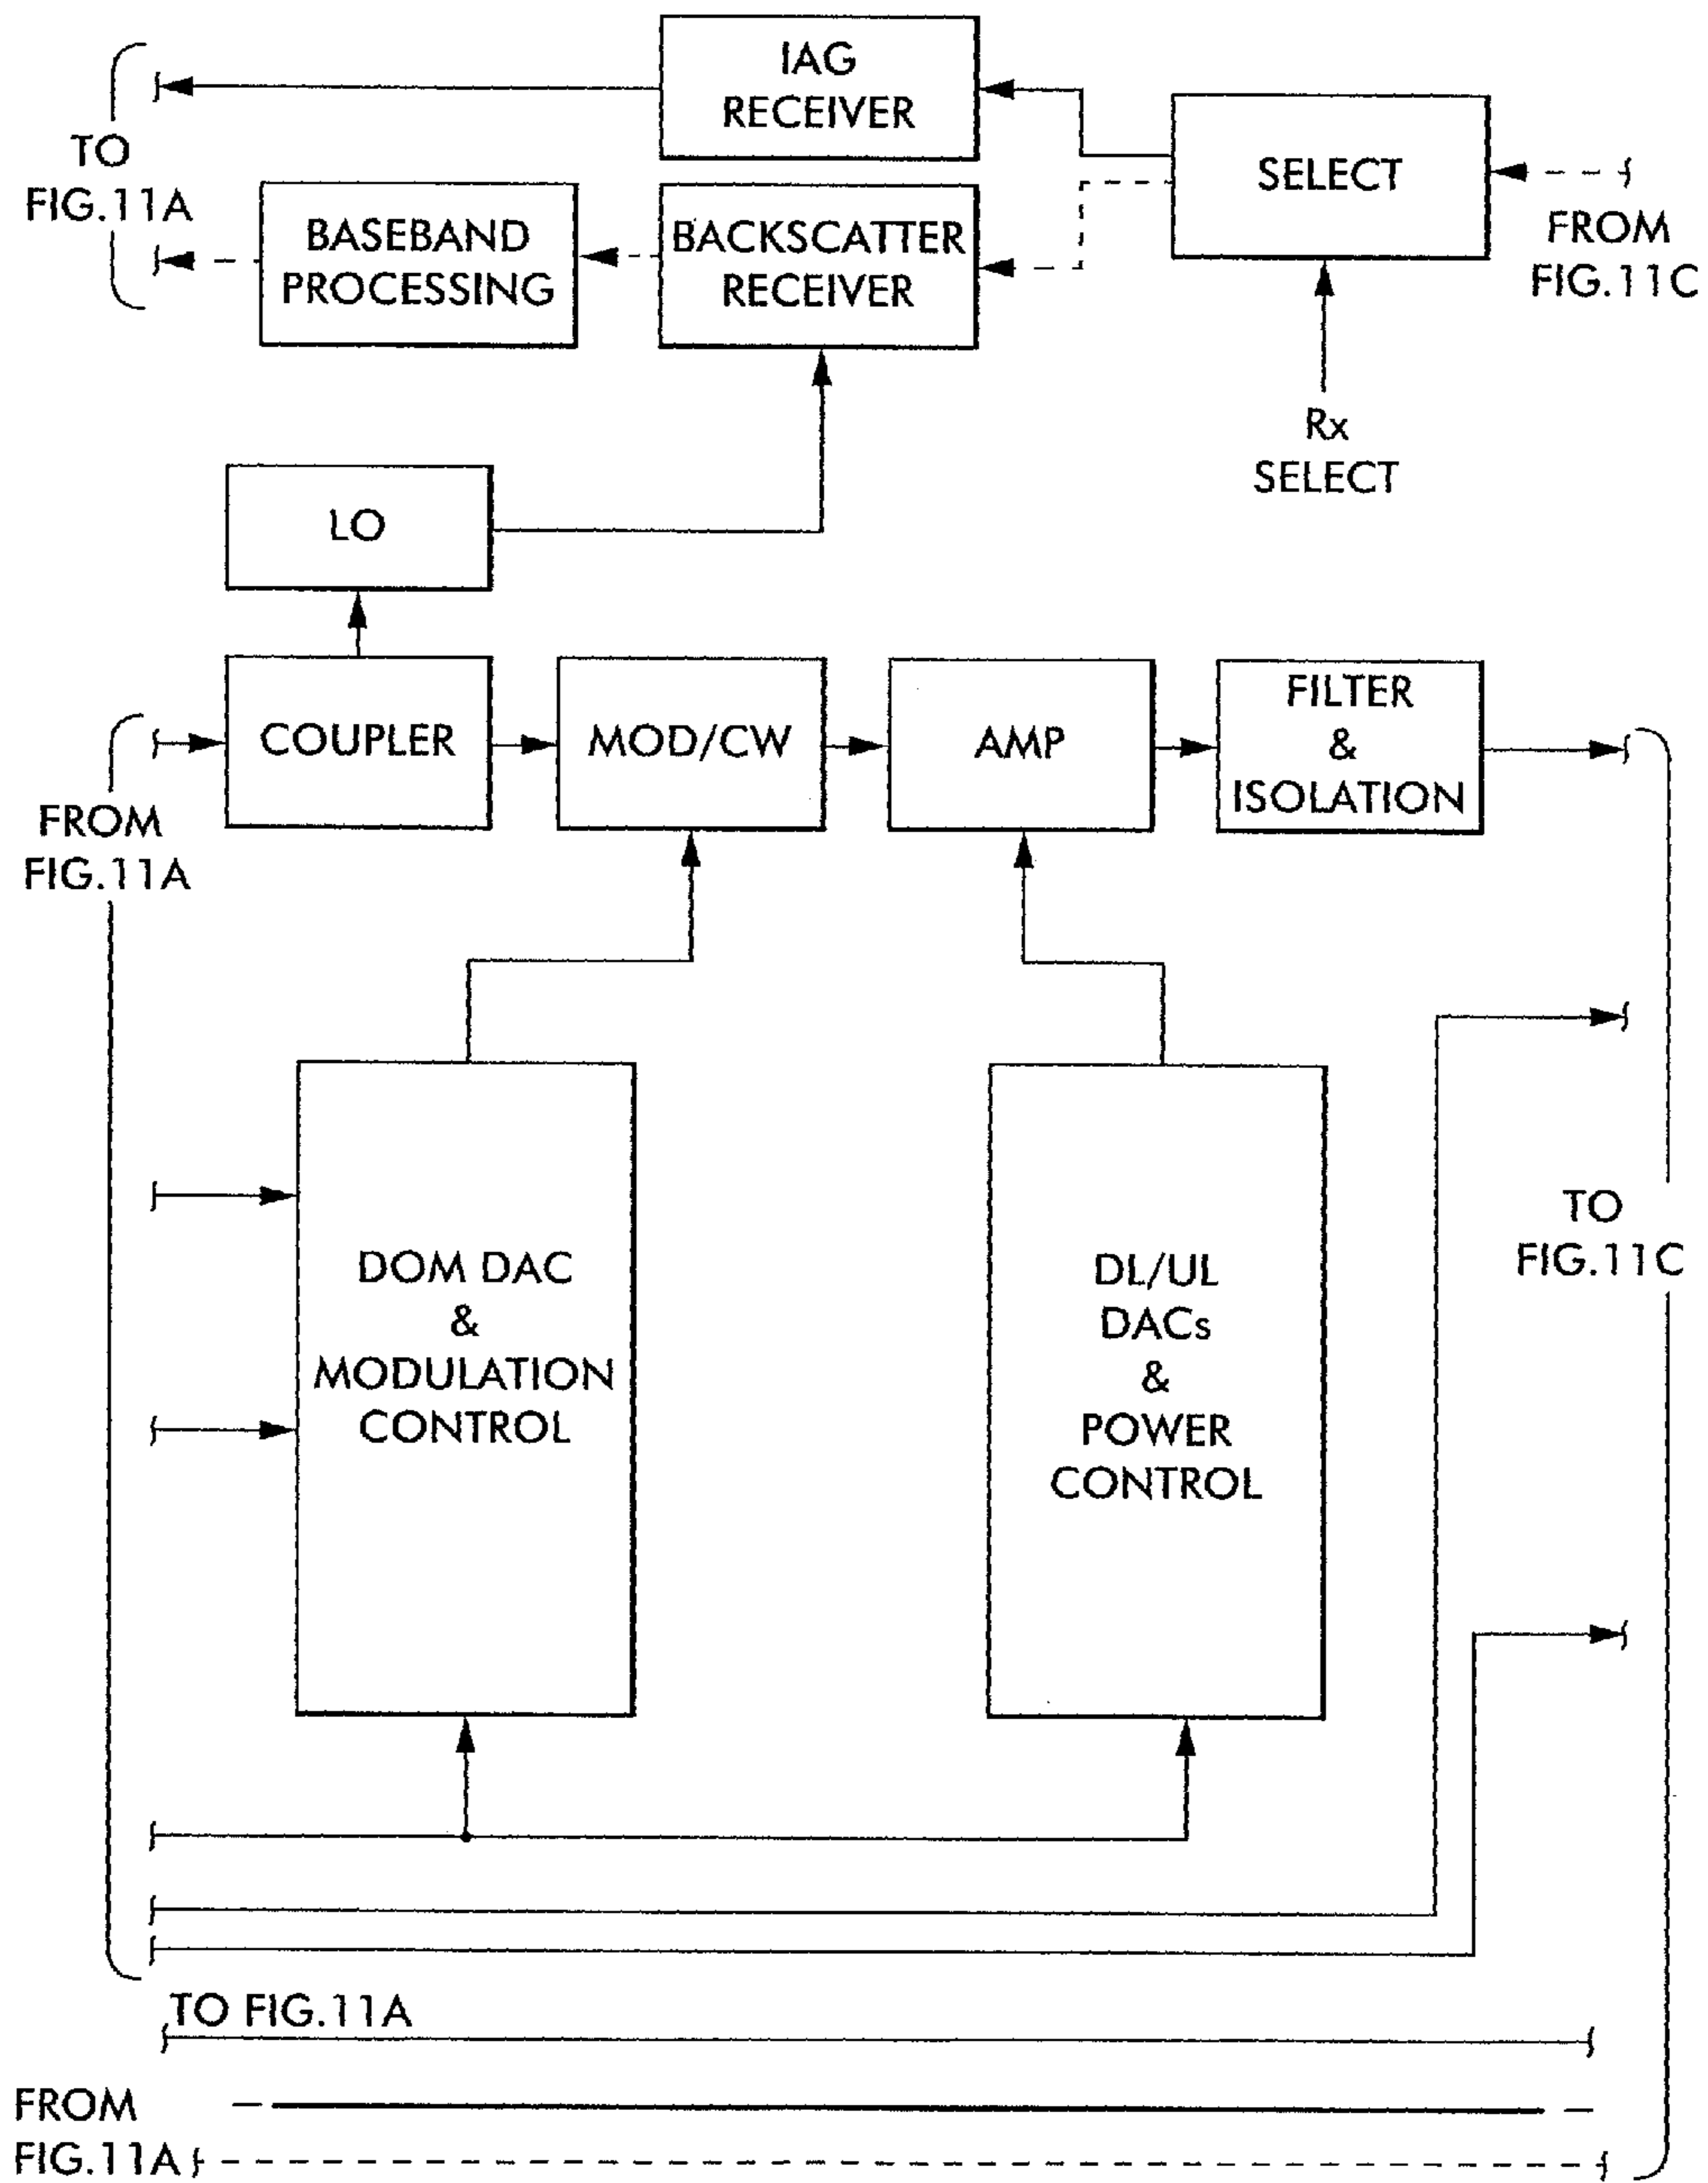 IAG
RECEIVER
TO
FIG.11A
SELECT
BASEBAND
PROCESSING
BACKSCATTER
RECEIVER
FROM
FIG.11C
Rx
SELECT
LO
COUPLER
MOD/CW
AMP
FILTER
&
ISOLATION
FROM
FIG.11A
DOM DAC
&
MODULATION
CONTROL
DL/UL
DACs
&
POWER
CONTROL
TO
FIG.11C
TO FIG.11A
FROM
FIG.11A